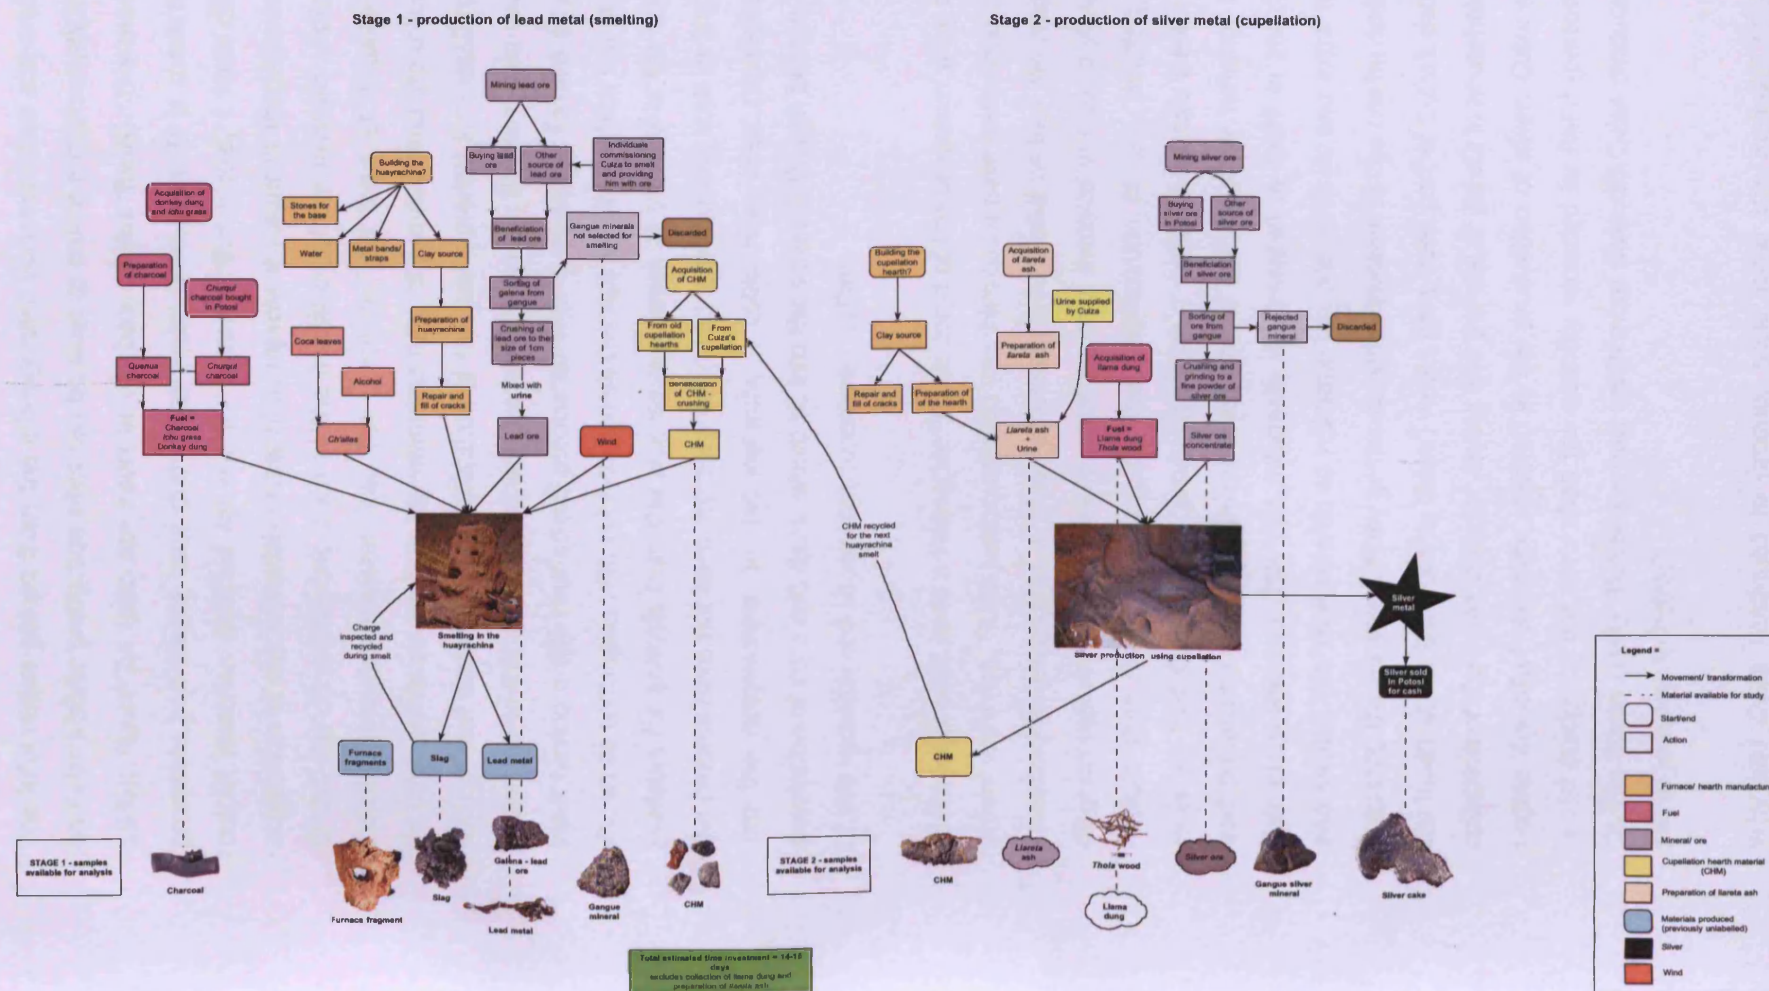 Stage 1 - production of lead metal (smelting)
Stage 2 - production of silver metal (cupellation)
Mining lead ore
Buying lead
ore
Other
source of
lead ore
Individuals
commissioning
Cuiza to smelt
and providing
him with ore
Building the
huayrachina?
Stones for
the base
Water
Metal bands/
straps
Clay source
Acquisition of
donkey dung
and ichu grass
Preparation
of charcoal
Churqui
charcoal bought
in Potosí
Beneficiation
of lead ore
Gangue minerals
not selected for
smelting
Discarded
Sorting of
galena from
gangue
Acquisition
of CHM
Preparation of
huayrachina
Crushing of
lead ore to the
size of 1cm
pieces
From old
cupellation
hearths
From
Cuiza's
cupellation
Coca leaves
Alcohol
Quenua
charcoal
Churqui
charcoal
Mixed with
urine
Repair and
fill of cracks
Beneficiation
of CHM -
crushing
Fuel =
Charcoal
Ichu grass
Donkey dung
Ch'allas
Lead ore
Wind
CHM
Charge
inspected and
recycled
during smelt
Smelting in the
huayrachina
Furnace
fragments
Slag
Lead metal
STAGE 1 - samples
available for analysis
Charcoal
Furnace fragment
Slag
Galena - lead
ore
Lead metal
Gangue
mineral
CHM
Total estimated time investment = 14-18
days
excludes collection of llama dung and
preparation of llareta ash
Mining silver ore
Buying
silver ore
in Potosí
Other
source of
silver ore
Building the
cupellation
hearth?
Acquisition
of llareta
ash
Beneficiation
of silver ore
Urine supplied
by Cuiza
Clay source
Preparation of
llareta ash
Sorting of
ore from
gangue
Rejected
gangue
mineral
Discarded
Acquisition of
llama dung
Crushing and
grinding to a
fine powder of
silver ore
Repair and
fill of cracks
Preparation of
of the hearth
Llareta ash
+
Urine
Fuel =
Llama dung
Thola wood
Silver ore
concentrate
CHM recycled
for the next
huayrachina
smelt
Silver production using cupellation
Silver
metal
Silver sold
in Potosí
for cash
CHM
STAGE 2 - samples
available for analysis
CHM
Llareta
ash
Thola wood
Llama
dung
Silver ore
Gangue silver
mineral
Silver cake
Legend =
Movement/ transformation
Material available for study
Start/end
Action
Furnace/ hearth manufacture
Fuel
Mineral/ ore
Cupellation hearth material
(CHM)
Preparation of llareta ash
Materials produced
(previously unlabelled)
Silver
Wind